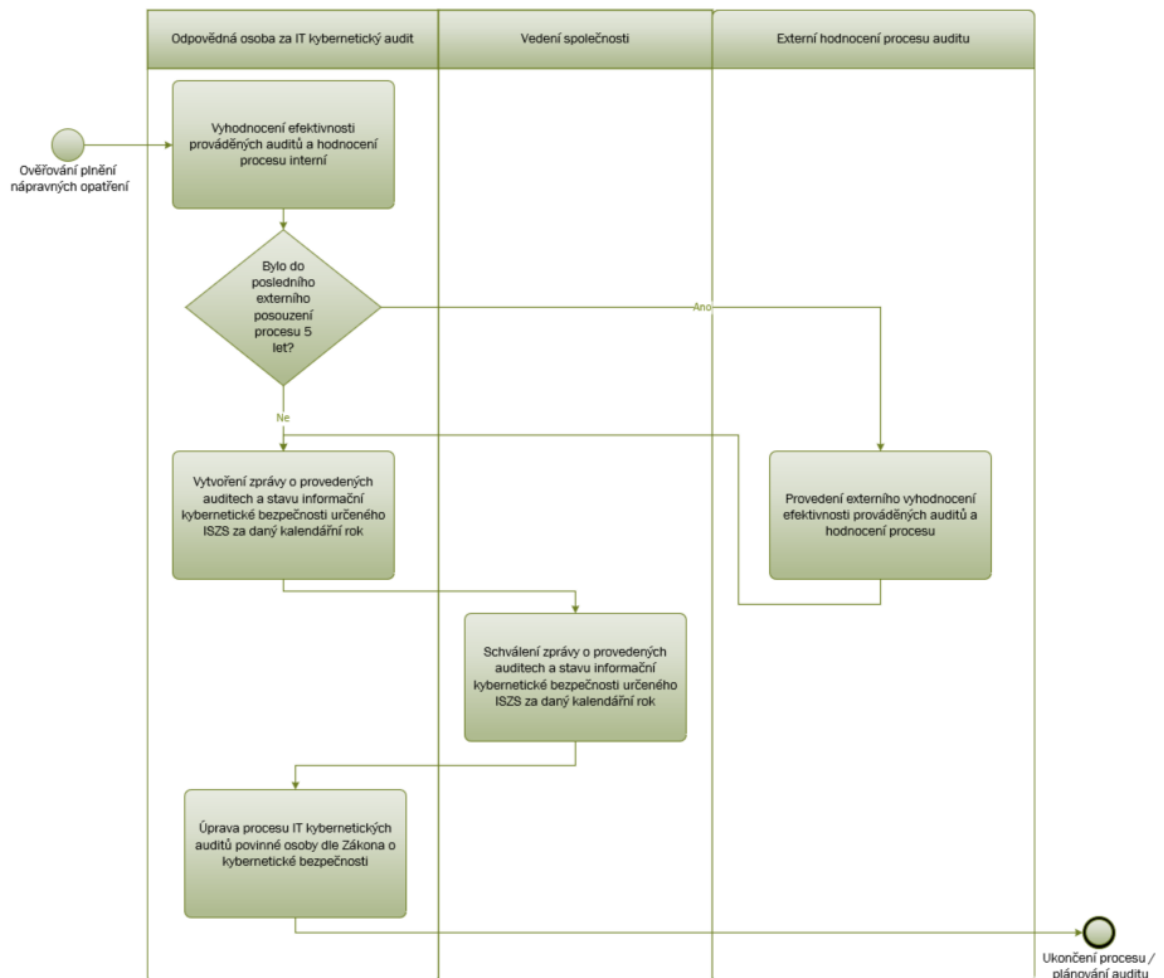 Odpovědná osoba za IT kybernetický audit
Vedení společnosti
Externí hodnocení procesu auditu
Vyhodnocení efektivnosti
prováděných auditů a hodnocení
procesu interní
Ověřování plnění
nápravných opatření
Bylo do
posledního
externího
posouzení
procesu 5
let?
Ano
Ne
Vytvoření zprávy o provedených
auditech a stavu informační
kybernetické bezpečnosti určeného
ISZS za daný kalendářní rok
Provedení externího vyhodnocení
efektivnosti prováděných auditů a
hodnocení procesu
Schválení zprávy o provedených
auditech a stavu informační
kybernetické bezpečnosti určeného
ISZS za daný kalendářní rok
Úprava procesu IT kybernetických
auditů povinné osoby dle Zákona o
kybernetické bezpečnosti
Ukončení procesu /
plánování auditu